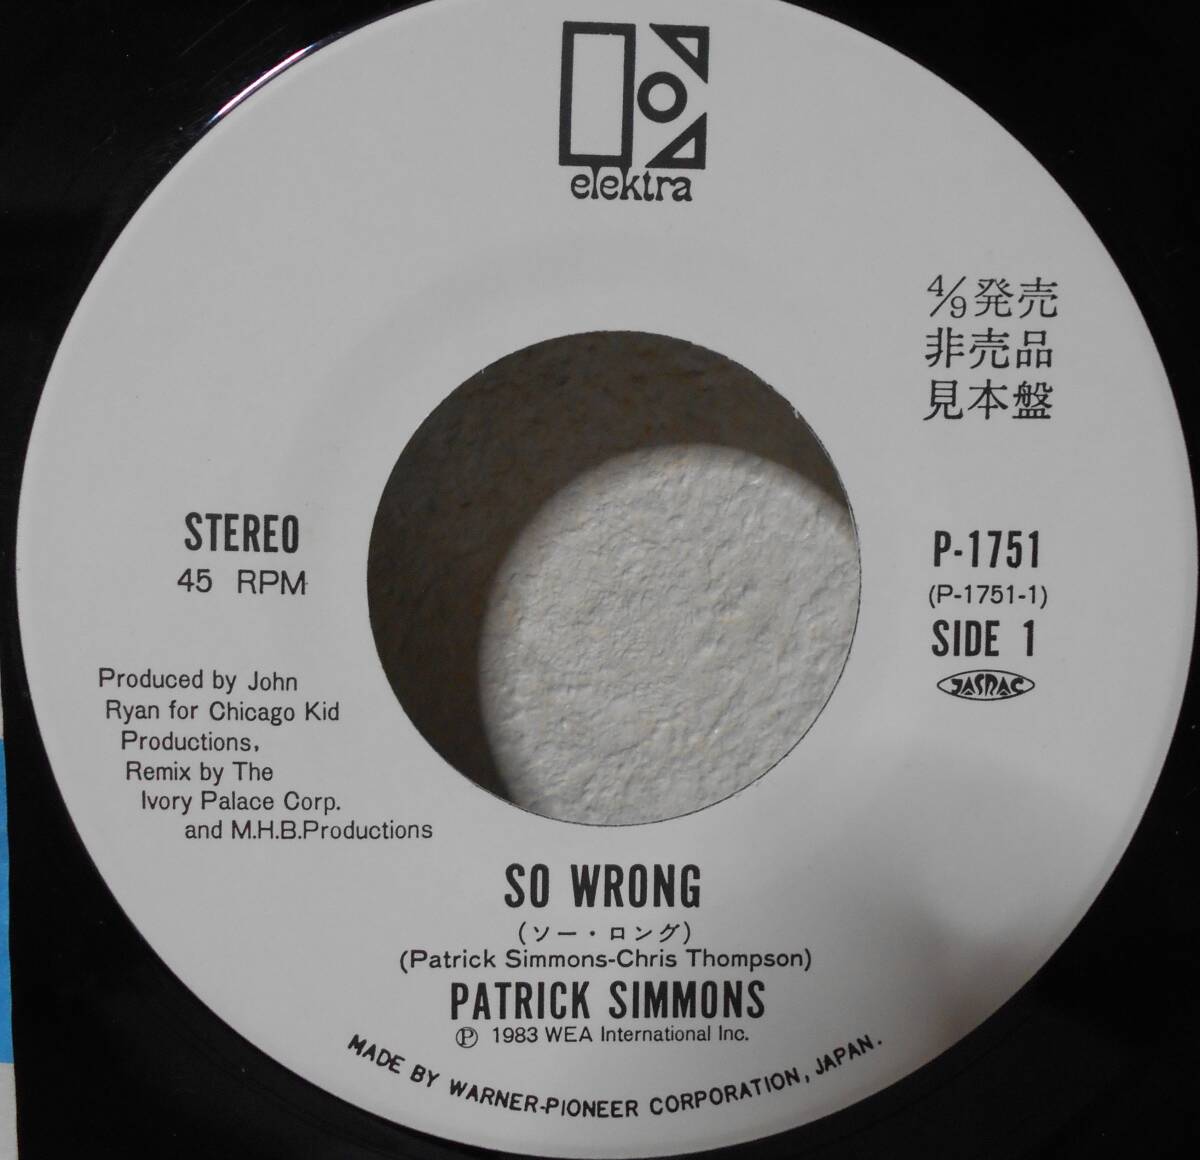 elektra
4/9発売
非売品
見本盤
STEREO
45 RPM
P-1751
(P-1751-1)
SIDE 1
JASRAC
Produced by John
Ryan for Chicago Kid
Productions,
Remix by The
Ivory Palace Corp.
and M.H.B.Productions
SO WRONG
(ソー・ロング)
(Patrick Simmons-Chris Thompson)
PATRICK SIMMONS
Ⓟ 1983 WEA International Inc.
MADE BY WARNER-PIONEER CORPORATION, JAPAN.